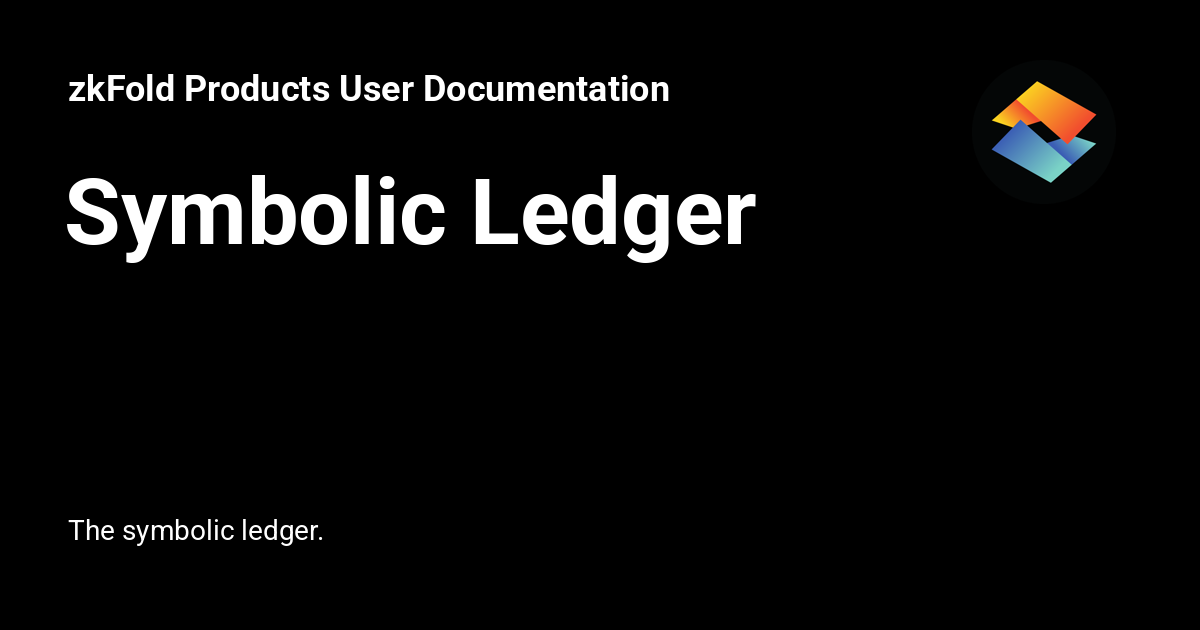 zkFold Products User Documentation
Symbolic Ledger
The symbolic ledger.